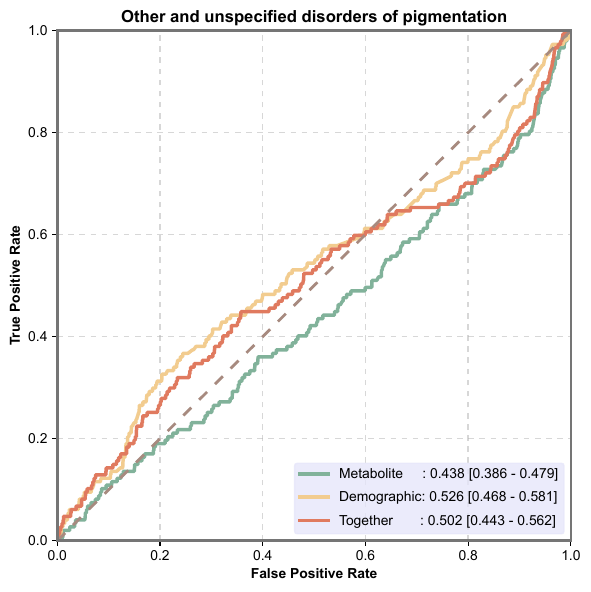 Other and unspecified disorders of pigmentation
True Positive Rate
1.0
0.8
0.6
0.4
0.2
0.0
Metabolite : 0.438 [0.386 - 0.479]
Demographic: 0.526 [0.468 - 0.581]
Together : 0.502 [0.443 - 0.562]
0.0 0.2 0.4 0.6 0.8 1.0
False Positive Rate